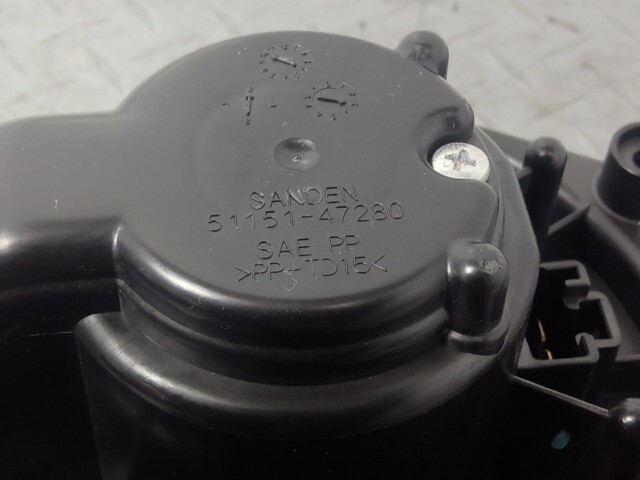 SANDEN
51151-47280
SAE PP
>PP+TD15<